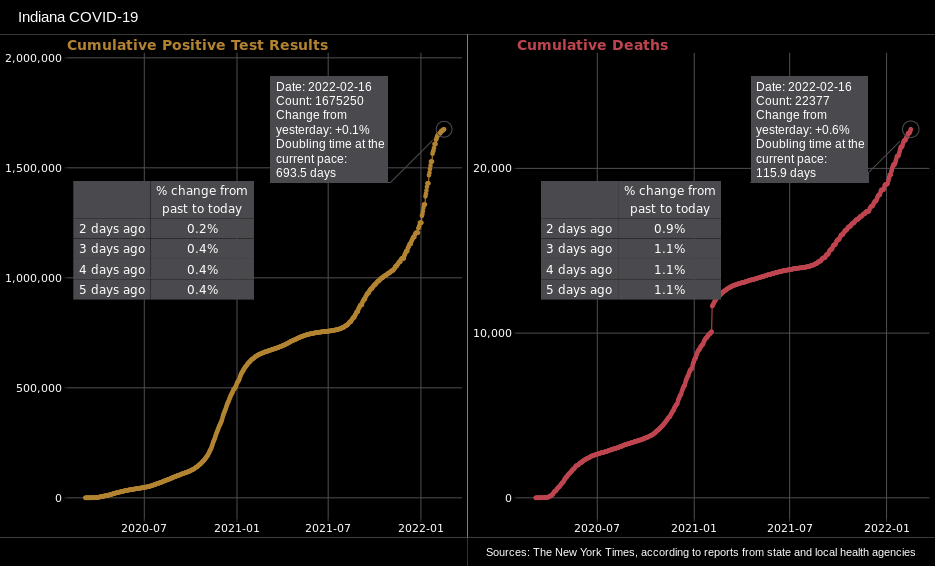 Indiana COVID-19
Cumulative Positive Test Results
2,000,000
1,500,000
1,000,000
500,000
0
Date: 2022-02-16
Count: 1675250
Change from
yesterday: +0.1%
Doubling time at the
current pace:
693.5 days
% change from
past to today
2 days ago 0.2%
3 days ago 0.4%
4 days ago 0.4%
5 days ago 0.4%
2020-07 2021-01 2021-07 2022-01
Cumulative Deaths
20,000
10,000
0
Date: 2022-02-16
Count: 22377
Change from
yesterday: +0.6%
Doubling time at the
current pace:
115.9 days
% change from
past to today
2 days ago 0.9%
3 days ago 1.1%
4 days ago 1.1%
5 days ago 1.1%
2020-07 2021-01 2021-07 2022-01
Sources: The New York Times, according to reports from state and local health agencies